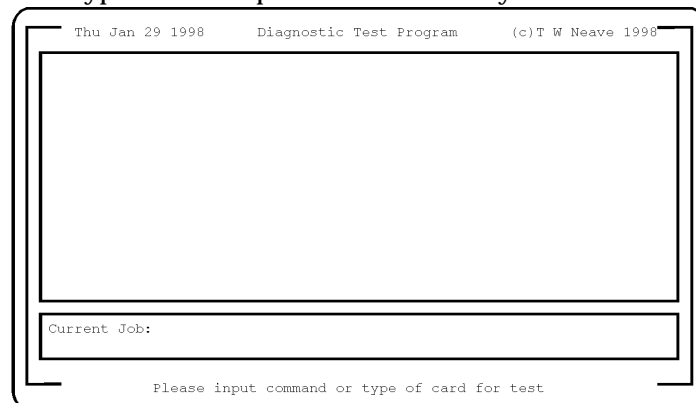 Thu Jan 29 1998 Diagnostic Test Program (c)T W Neave 1998
Current Job:
Please input command or type of card for test